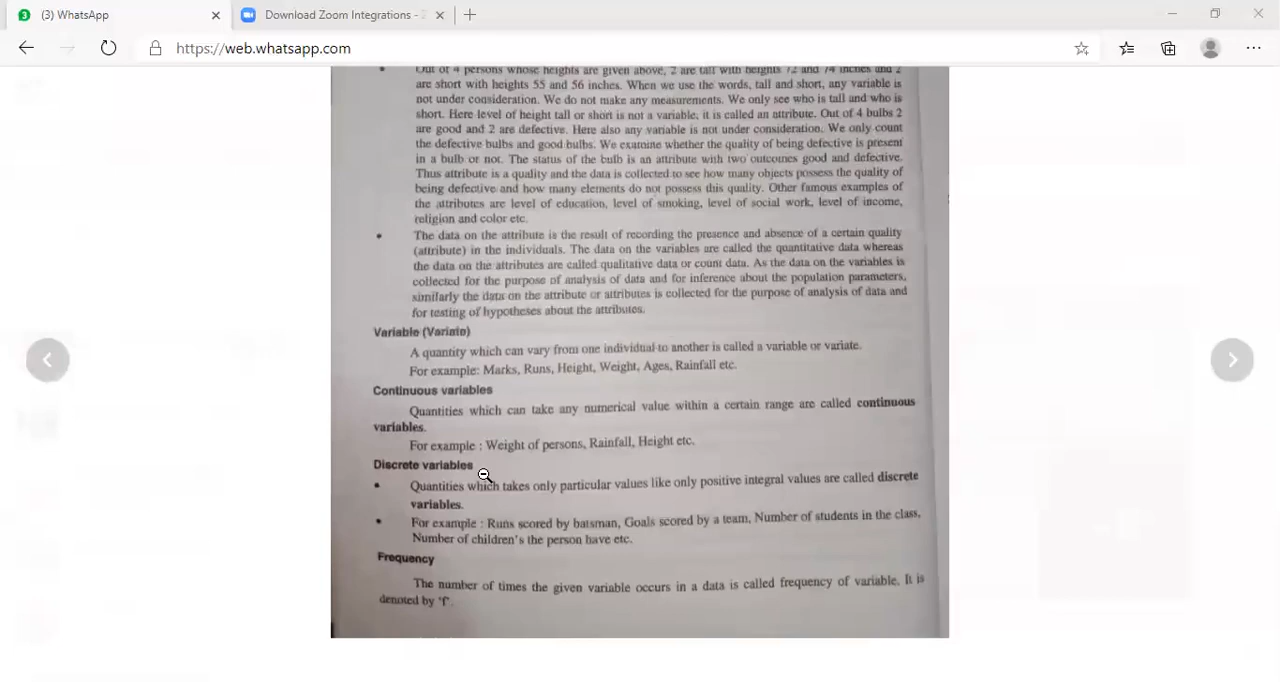 (3) WhatsApp
Download Zoom Integrations -
https://web.whatsapp.com
Out of 4 persons whose heights are given above, 2 are tall with heights 72 and 74 inches and 2
are short with heights 55 and 56 inches. When we use the words, tall and short, any variable is
not under consideration. We do not make any measurements. We only see who is tall and who is
short. Here level of height tall or short is not a variable, it is called an attribute. Out of 4 bulbs 2
are good and 2 are defective. Here also any variable is not under consideration. We only count
the defective bulbs and good bulbs. We examine whether the quality of being defective is present
in a bulb or not. The status of the bulb is an attribute with two outcomes good and defective.
Thus attribute is a quality and the data is collected to see how many objects possess the quality of
being defective and how many elements do not possess this quality. Other famous examples of
the attributes are level of education, level of smoking, level of social work, level of income,
religion and color etc.
The data on the attribute is the result of recording the presence and absence of a certain quality
(attribute) in the individuals. The data on the variables are called the quantitative data whereas
the data on the attributes are called qualitative data or count data. As the data on the variables is
collected for the purpose of analysis of data and for inference about the population parameters,
similarly the data on the attribute or attributes is collected for the purpose of analysis of data and
for testing of hypotheses about the attributes.
Variable (Variate)
A quantity which can vary from one individual to another is called a variable or variate.
For example: Marks, Runs, Height, Weight, Ages, Rainfall etc.
Continuous variables
Quantities which can take any numerical value within a certain range are called continuous
variables.
For example : Weight of persons, Rainfall, Height etc.
Discrete variables
Quantities which takes only particular values like only positive integral values are called discrete
variables.
For example : Runs scored by batsman, Goals scored by a team, Number of students in the class,
Number of children's the person have etc.
Frequency
The number of times the given variable occurs in a data is called frequency of variable. It is
denoted by 'f'.